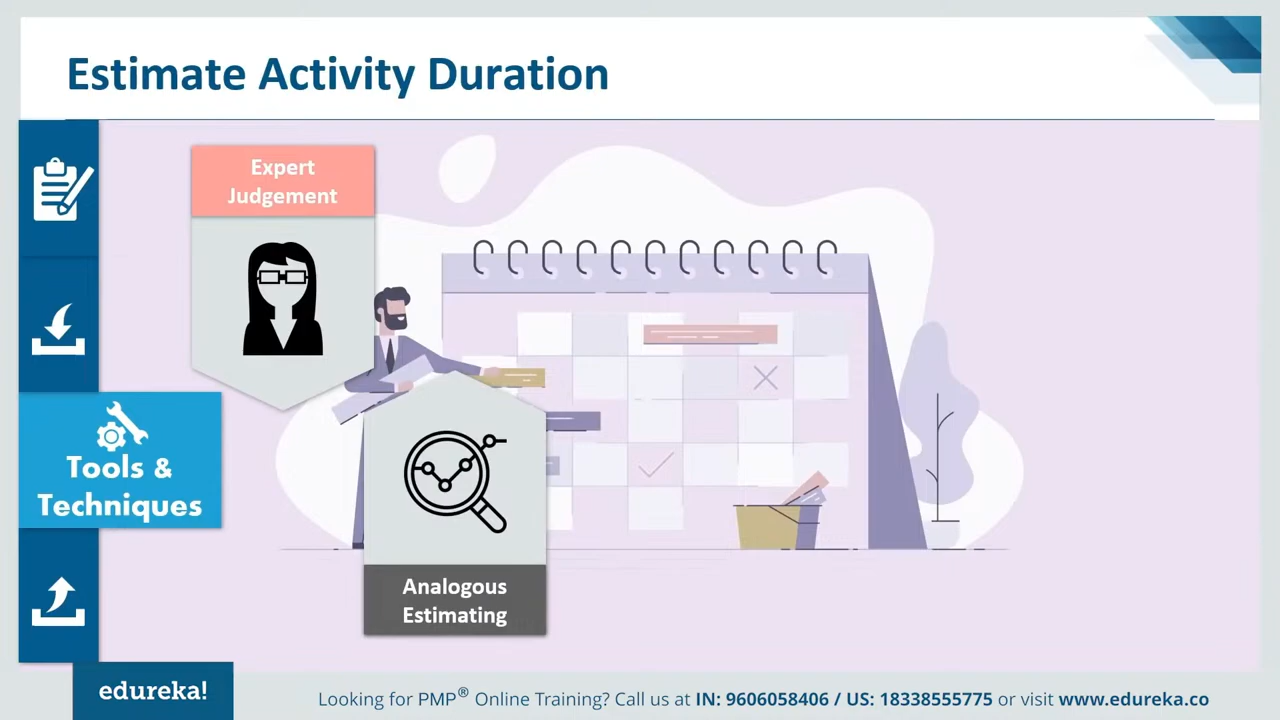 Estimate Activity Duration
Expert
Judgement
Tools &
Techniques
Analogous
Estimating
edureka!
Looking for PMP® Online Training? Call us at IN: 9606058406 / US: 18338555775 or visit www.edureka.co